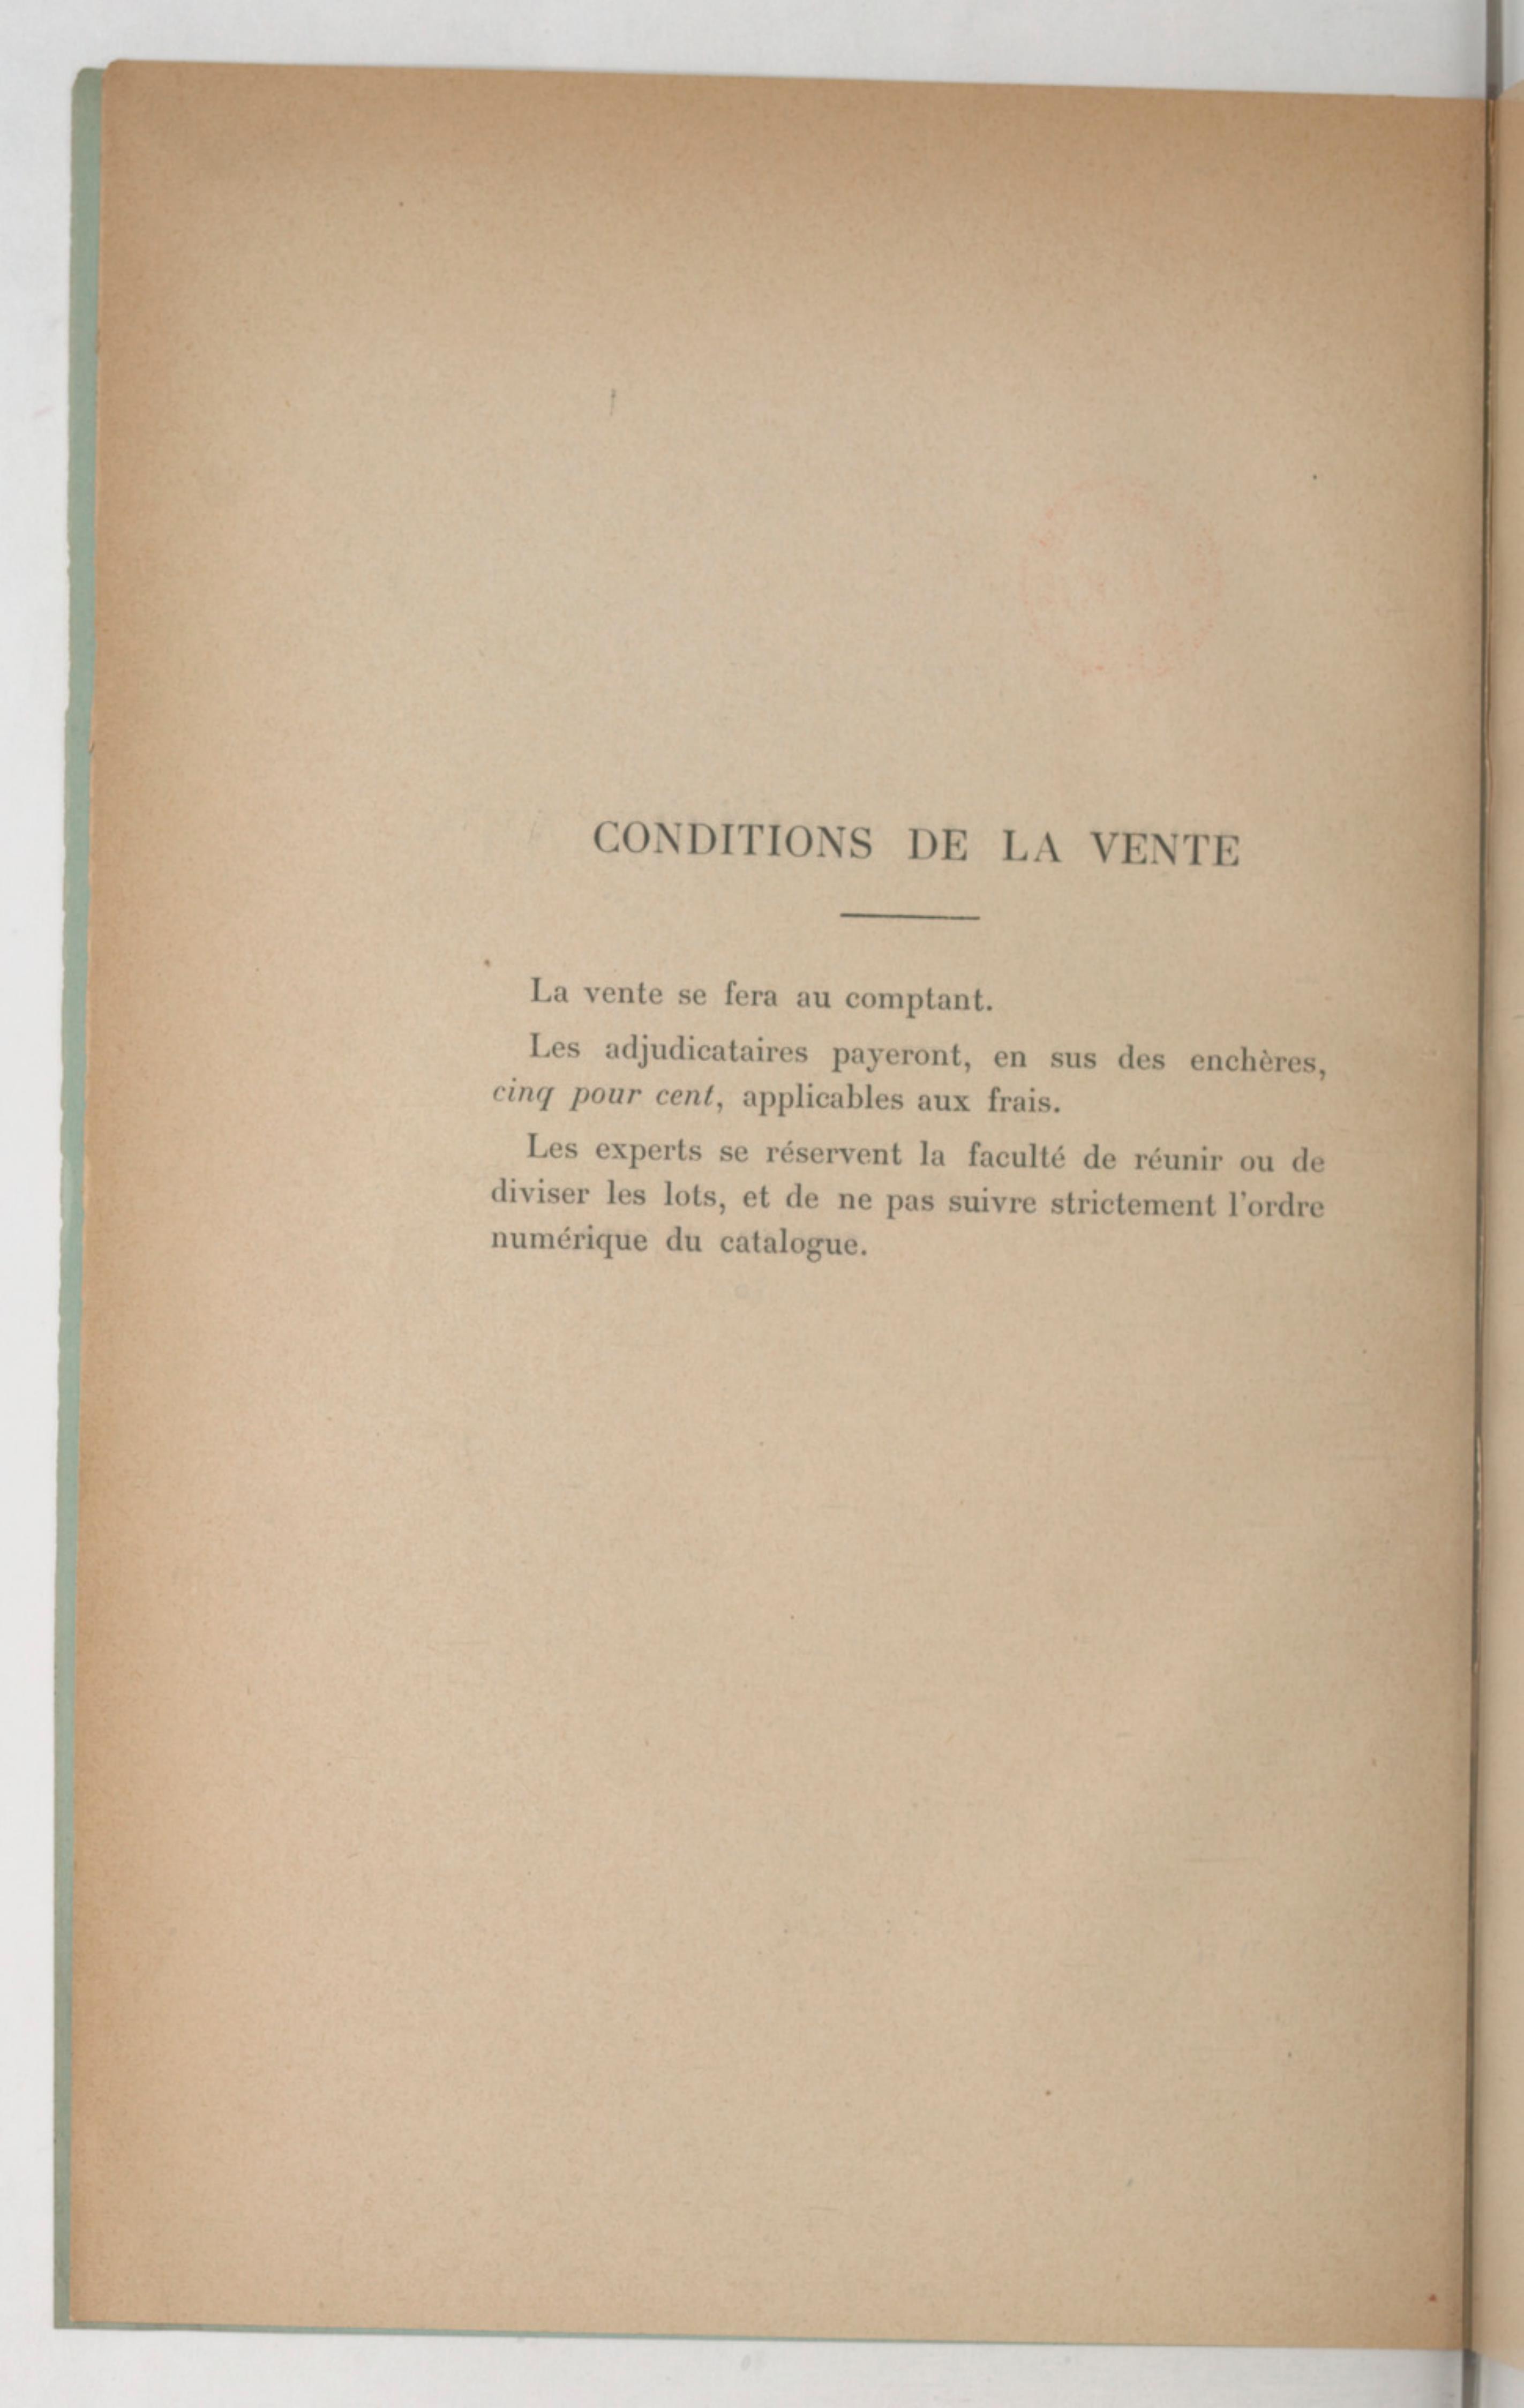 CONDITIONS DE LA VENTE
La vente se fera au comptant.
Les adjudicataires payeront, en sus des enchères,
cinq pour cent, applicables aux frais.
Les experts se réservent la faculté de réunir ou de
diviser les lots, et de ne pas suivre strictement l'ordre
numérique du catalogue.